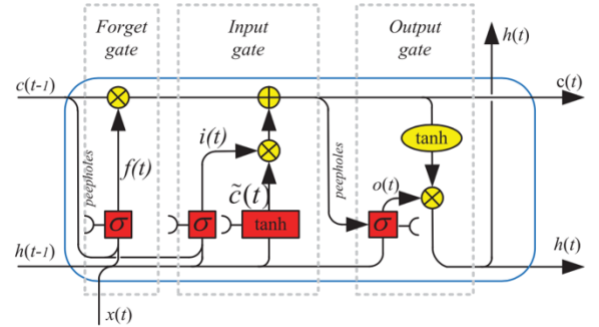 Forget
gate
Input
gate
Output
gate
h(t)
c(t-1)
c(t)
peepholes
f(t)
i(t)
c̃(t)
peepholes
o(t)
tanh
σ
σ
tanh
σ
h(t-1)
h(t)
x(t)